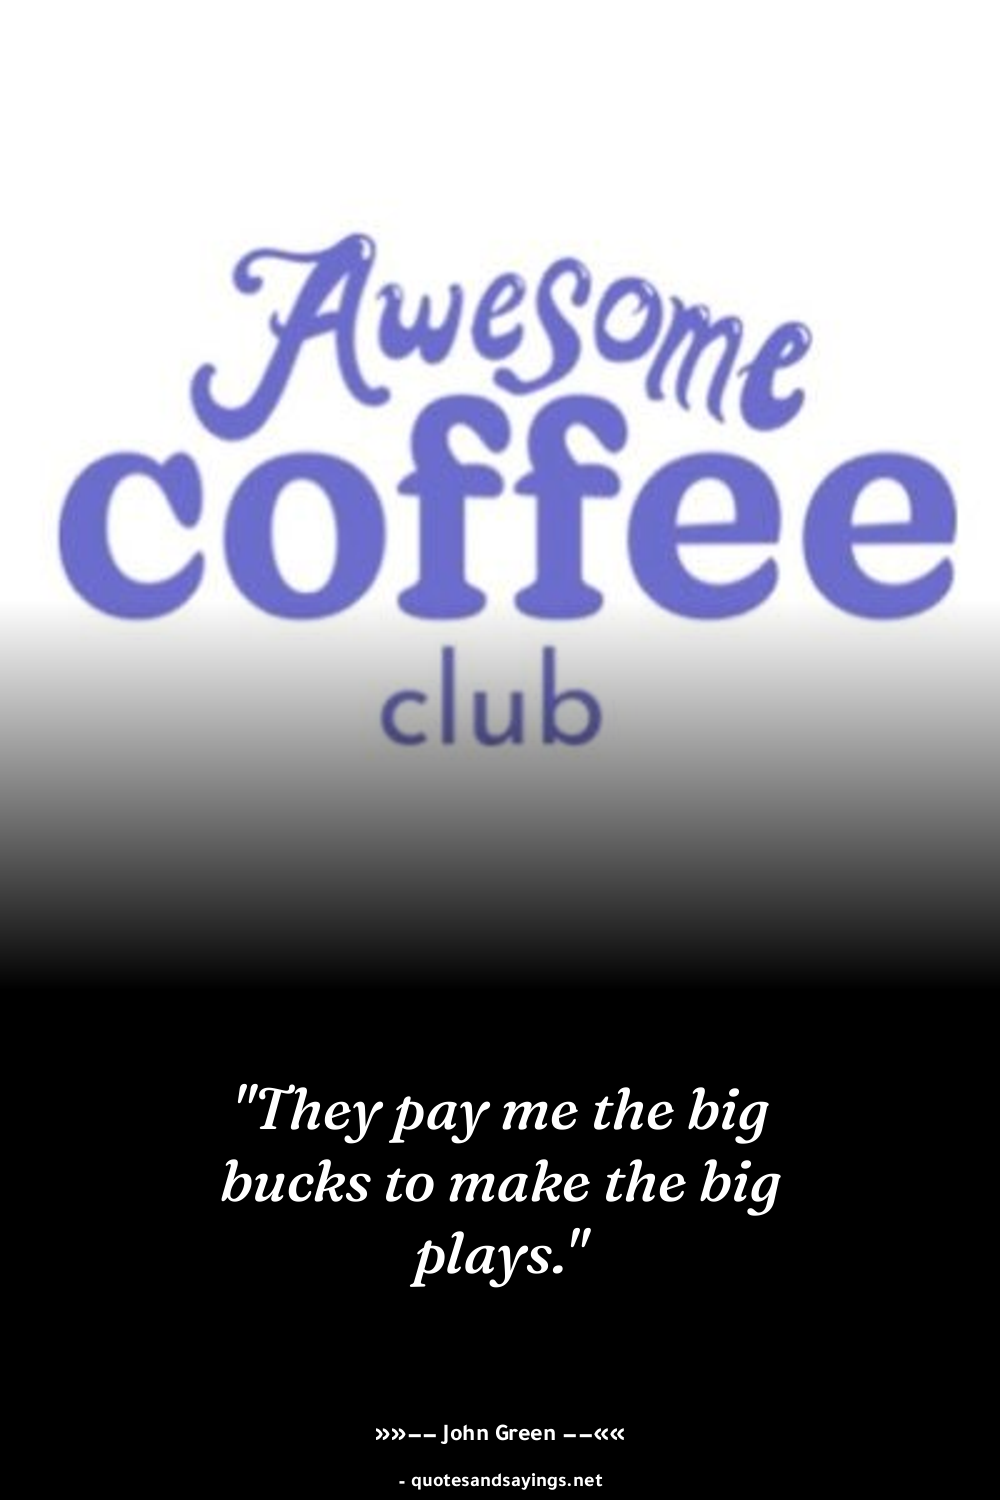 Awesome
coffee
club
"They pay me the big
bucks to make the big
plays."
»»−− John Green −−««
- quotesandsayings.net